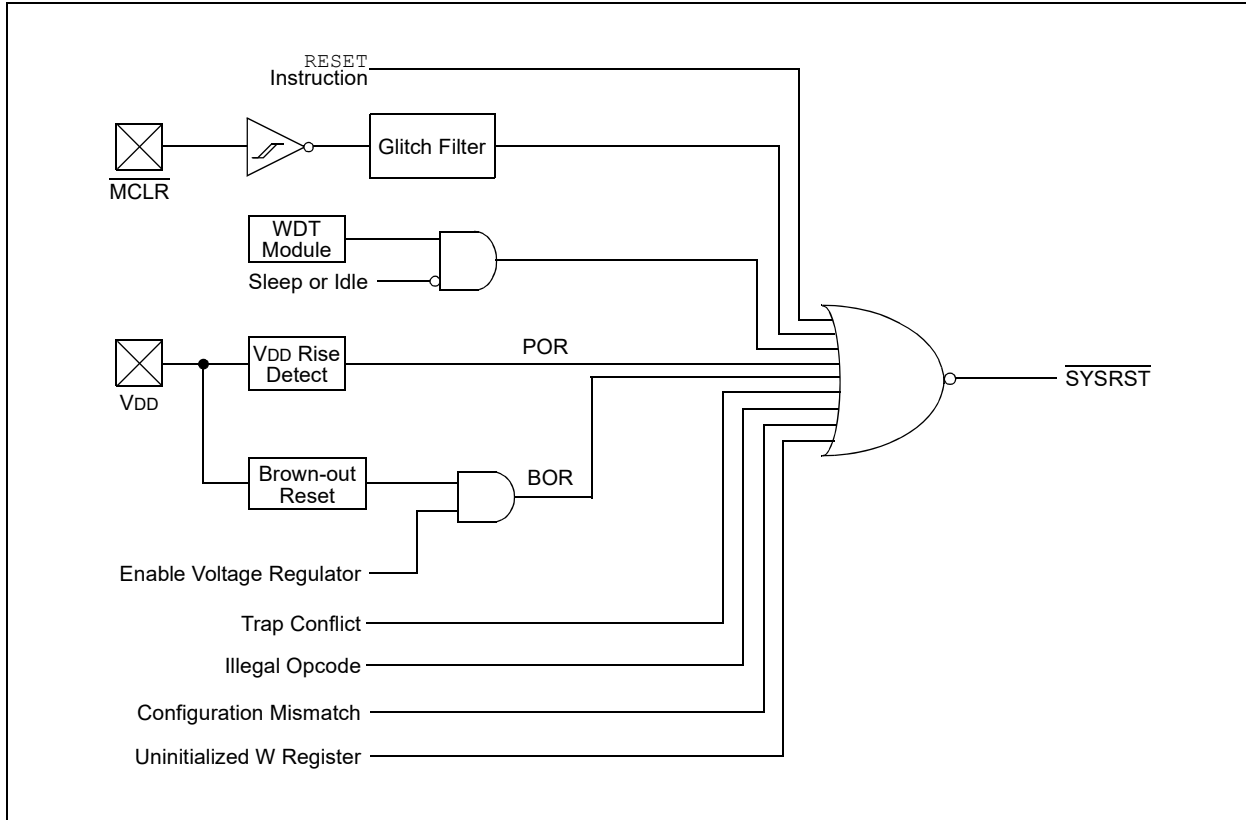 RESET
Instruction
Glitch Filter
MCLR
WDT
Module
Sleep or Idle
VDD Rise
Detect
POR
VDD
SYSRST
Brown-out
Reset
BOR
Enable Voltage Regulator
Trap Conflict
Illegal Opcode
Configuration Mismatch
Uninitialized W Register